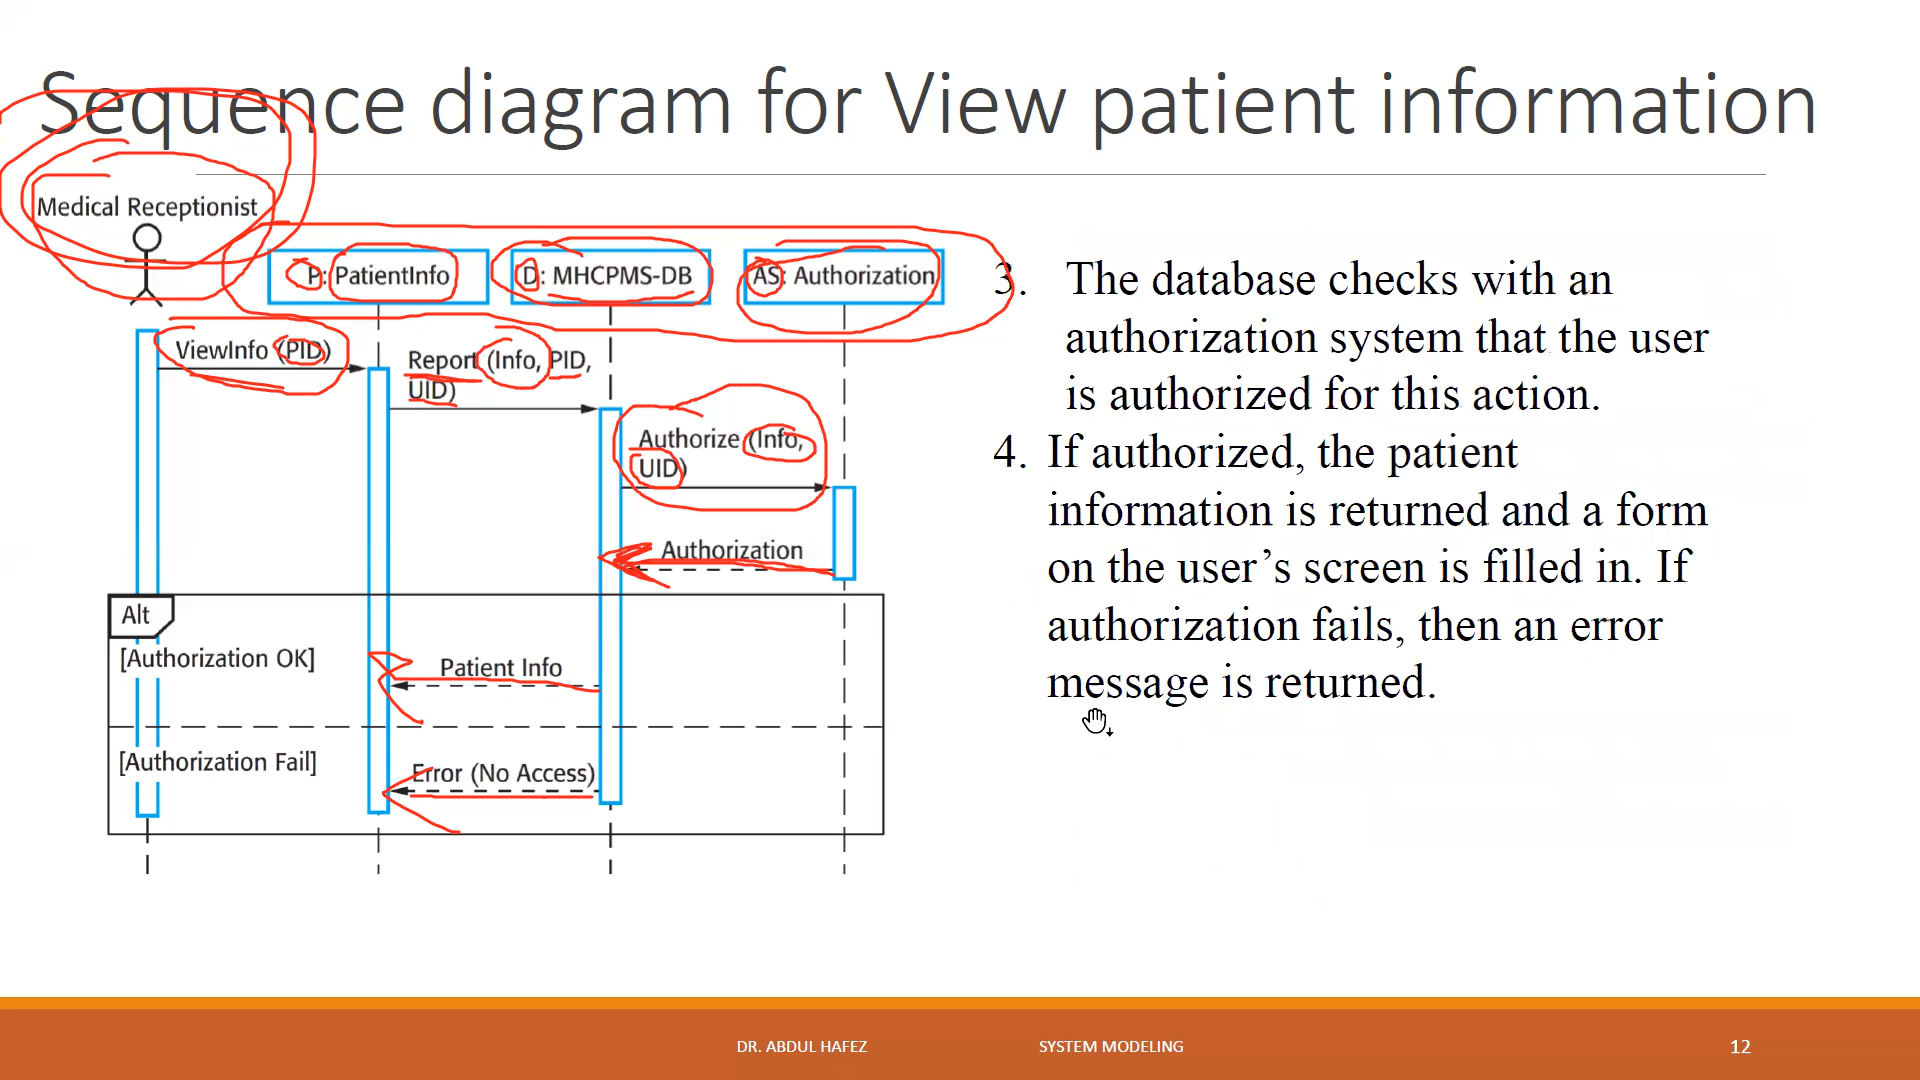 Sequence diagram for View patient information
Medical Receptionist
P: PatientInfo
D: MHCPMS-DB
AS: Authorization
ViewInfo (PID)
Report (Info, PID,
UID)
Authorize (Info,
UID)
Authorization
Alt
[Authorization OK]
Patient Info
[Authorization Fail]
Error (No Access)
3. The database checks with an
authorization system that the user
is authorized for this action.
4. If authorized, the patient
information is returned and a form
on the user’s screen is filled in. If
authorization fails, then an error
message is returned.
DR. ABDUL HAFEZ
SYSTEM MODELING
12